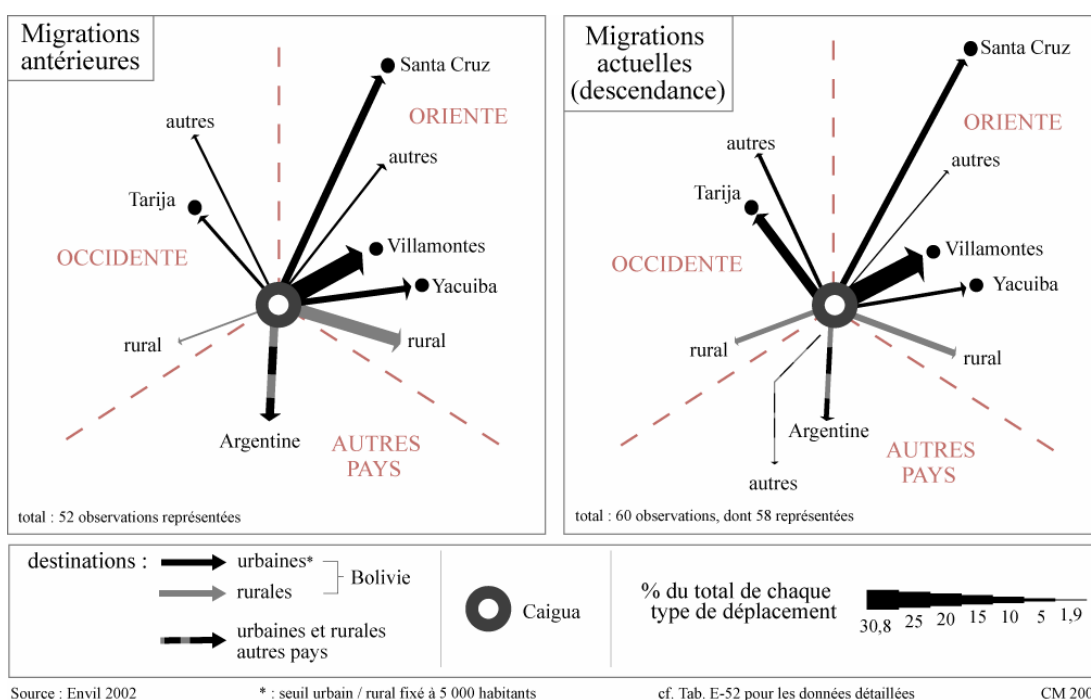 Migrations
antérieures
Santa Cruz
ORIENTE
autres
autres
Tarija
OCCIDENTE
Villamontes
Yacuiba
rural
rural
Argentine
AUTRES
PAYS
total : 52 observations représentées
Migrations
actuelles
(descendance)
Santa Cruz
ORIENTE
autres
autres
Tarija
OCCIDENTE
Villamontes
Yacuiba
rural
rural
Argentine
AUTRES
PAYS
autres
total : 60 observations, dont 58 représentées
destinations :
urbaines*
rurales
Bolivie
urbaines et rurales
autres pays
Caigua
% du total de chaque
type de déplacement
30,8 25 20 15 10 5 1,9
Source : Envil 2002
* : seuil urbain / rural fixé à 5 000 habitants
cf. Tab. E-52 pour les données détaillées
CM 200